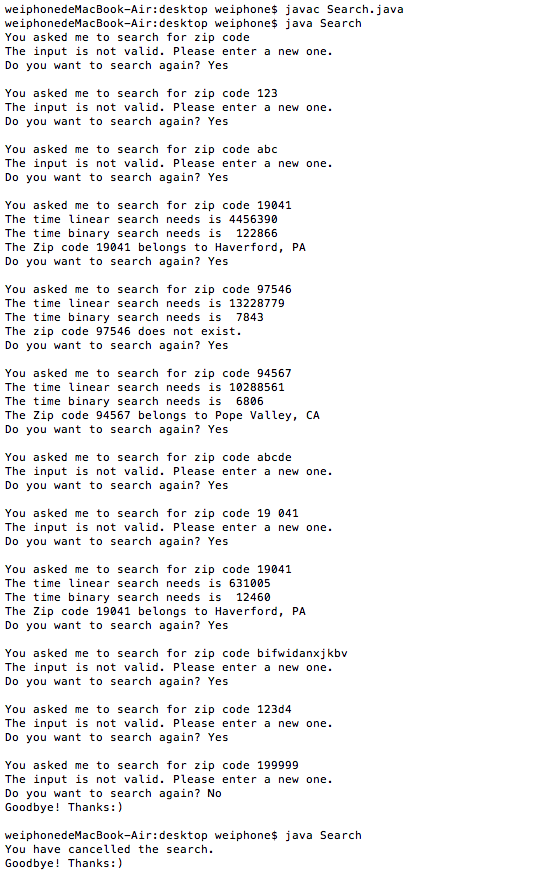 weiphonedeMacBook-Air:desktop weiphone$ javac Search.java
weiphonedeMacBook-Air:desktop weiphone$ java Search
You asked me to search for zip code
The input is not valid. Please enter a new one.
Do you want to search again? Yes

You asked me to search for zip code 123
The input is not valid. Please enter a new one.
Do you want to search again? Yes

You asked me to search for zip code abc
The input is not valid. Please enter a new one.
Do you want to search again? Yes

You asked me to search for zip code 19041
The time linear search needs is 4456390
The time binary search needs is  122866
The Zip code 19041 belongs to Haverford, PA
Do you want to search again? Yes

You asked me to search for zip code 97546
The time linear search needs is 13228779
The time binary search needs is  7843
The zip code 97546 does not exist.
Do you want to search again? Yes

You asked me to search for zip code 94567
The time linear search needs is 10288561
The time binary search needs is  6806
The Zip code 94567 belongs to Pope Valley, CA
Do you want to search again? Yes

You asked me to search for zip code abcde
The input is not valid. Please enter a new one.
Do you want to search again? Yes

You asked me to search for zip code 19 041
The input is not valid. Please enter a new one.
Do you want to search again? Yes

You asked me to search for zip code 19041
The time linear search needs is 631005
The time binary search needs is  12460
The Zip code 19041 belongs to Haverford, PA
Do you want to search again? Yes

You asked me to search for zip code bifwidanxjkbv
The input is not valid. Please enter a new one.
Do you want to search again? Yes

You asked me to search for zip code 123d4
The input is not valid. Please enter a new one.
Do you want to search again? Yes

You asked me to search for zip code 199999
The input is not valid. Please enter a new one.
Do you want to search again? No
Goodbye! Thanks:)

weiphonedeMacBook-Air:desktop weiphone$ java Search
You have cancelled the search.
Goodbye! Thanks:)